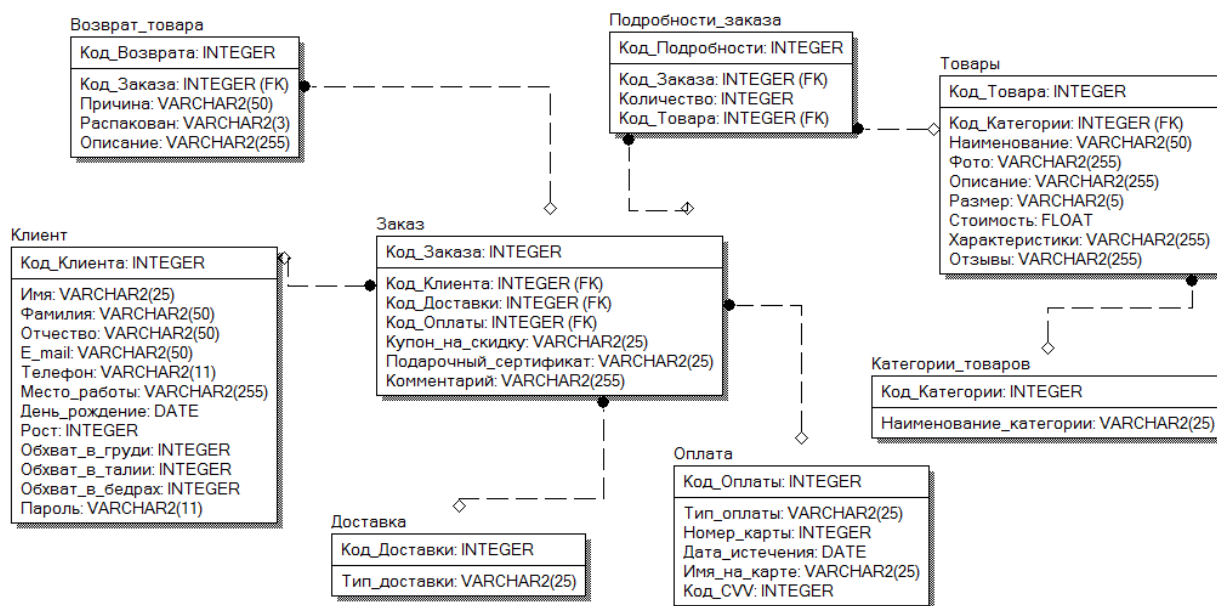 Возврат_товара
Код_Возврата: INTEGER
Код_Заказа: INTEGER (FK)
Причина: VARCHAR2(50)
Распакован: VARCHAR2(3)
Описание: VARCHAR2(255)
Подробности_заказа
Код_Подробности: INTEGER
Код_Заказа: INTEGER (FK)
Количество: INTEGER
Код_Товара: INTEGER (FK)
Товары
Код_Товара: INTEGER
Код_Категории: INTEGER (FK)
Наименование: VARCHAR2(50)
Фото: VARCHAR2(255)
Описание: VARCHAR2(255)
Размер: VARCHAR2(5)
Стоимость: FLOAT
Характеристики: VARCHAR2(255)
Отзывы: VARCHAR2(255)
Клиент
Код_Клиента: INTEGER
Имя: VARCHAR2(25)
Фамилия: VARCHAR2(50)
Отчество: VARCHAR2(50)
E_mail: VARCHAR2(50)
Телефон: VARCHAR2(11)
Место_работы: VARCHAR2(255)
День_рождение: DATE
Рост: INTEGER
Обхват_в_груди: INTEGER
Обхват_в_талии: INTEGER
Обхват_в_бедрах: INTEGER
Пароль: VARCHAR2(11)
Заказ
Код_Заказа: INTEGER
Код_Клиента: INTEGER (FK)
Код_Доставки: INTEGER (FK)
Код_Оплаты: INTEGER (FK)
Купон_на_скидку: VARCHAR2(25)
Подарочный_сертификат: VARCHAR2(25)
Комментарий: VARCHAR2(255)
Категории_товаров
Код_Категории: INTEGER
Наименование_категории: VARCHAR2(25)
Доставка
Код_Доставки: INTEGER
Тип_доставки: VARCHAR2(25)
Оплата
Код_Оплаты: INTEGER
Тип_оплаты: VARCHAR2(25)
Номер_карты: INTEGER
Дата_истечения: DATE
Имя_на_карте: VARCHAR2(25)
Код_CVV: INTEGER